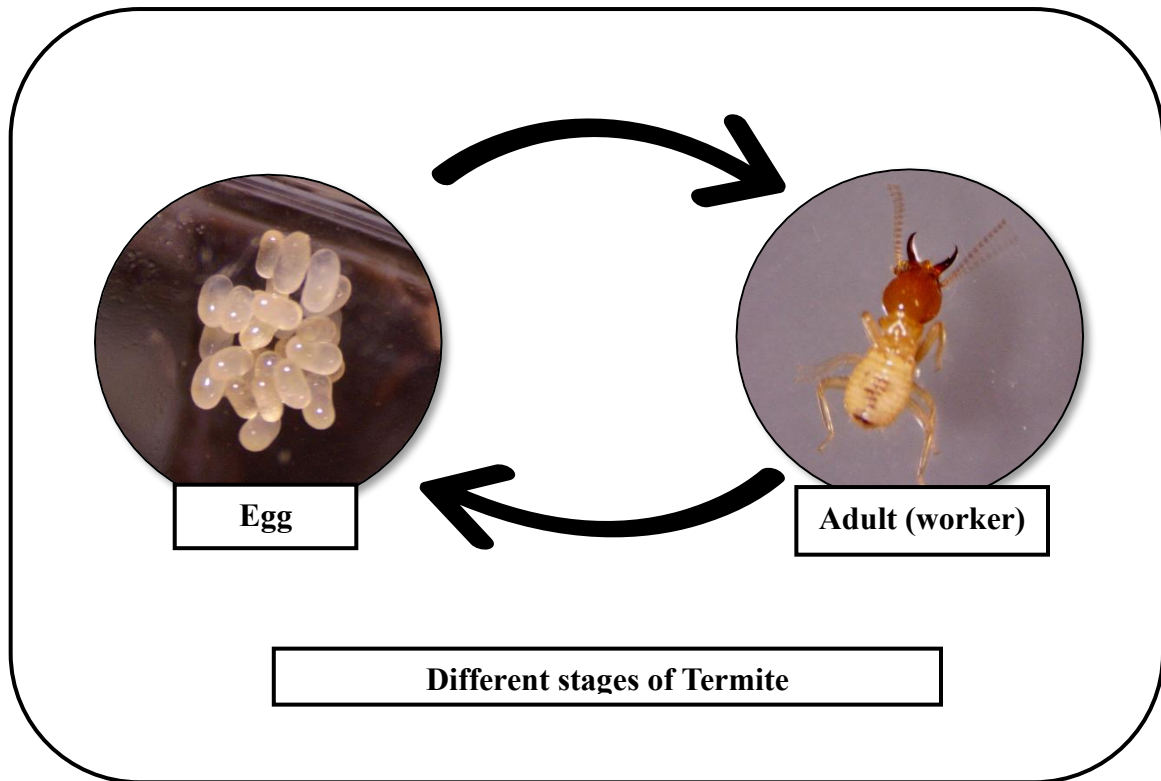 Egg
Adult (worker)
Different stages of Termite